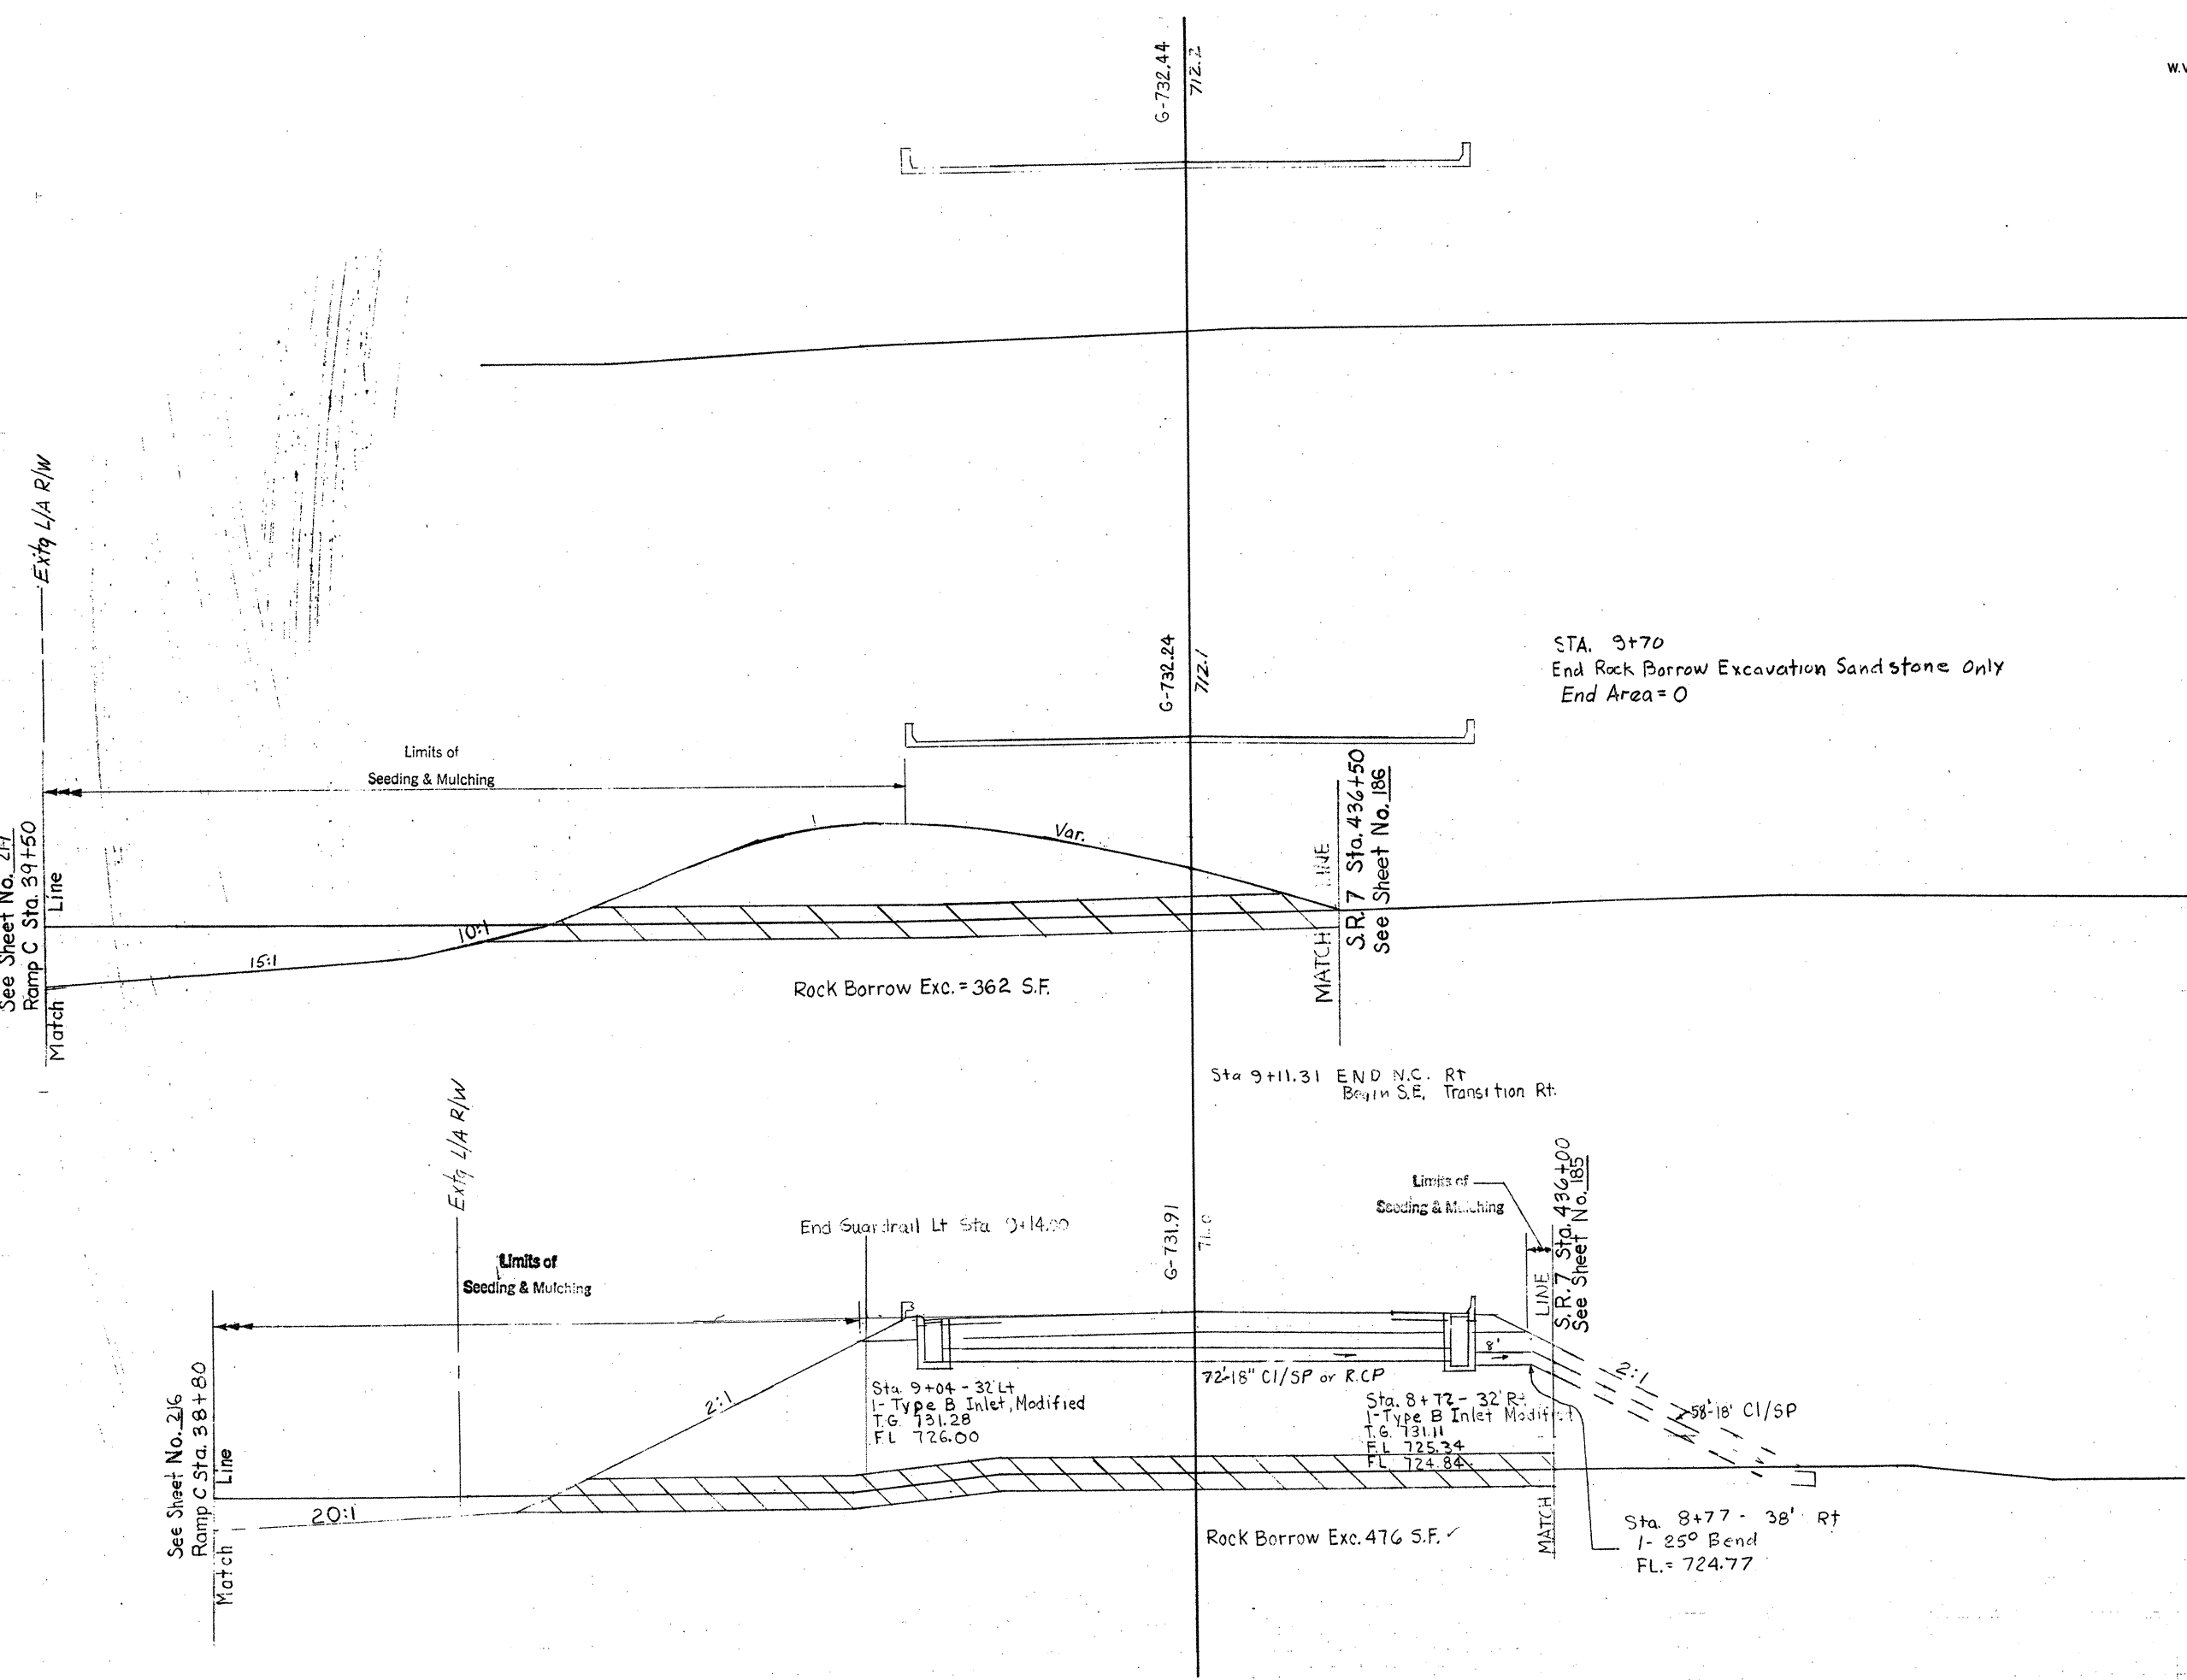 W.V
G-732.44
712.2
Extg L/A R/W
G-732.24
712.1
STA. 9+70
End Rock Borrow Excavation Sandstone Only
End Area = 0
Limits of
Seeding & Mulching
See Sheet No.
Ramp C Sta. 39+50
Match Line
15:1
10:1
Var.
Rock Borrow Exc. = 362 S.F.
MATCH LINE
S.R. 7 Sta. 436+50
See Sheet No. 186
Sta 9+11.31 END N.C. Rt
Begin S.E. Transition Rt.
Extg L/A R/W
Limits of
Seeding & Mulching
End Guardrail Lt Sta 9+14.00
G-731.91
Limits of
Seeding & Mulching
S.R. 7 Sta. 436+00
See Sheet No. 185
MATCH LINE
See Sheet No. 216
Ramp C Sta. 38+80
Match Line
20:1
2:1
Sta. 9+04 - 32' Lt
1- Type B Inlet, Modified
T.G. 731.28
F.L 726.00
72'-18" CI/SP or R.CP
8'
Sta. 8+72 - 32' Rt.
1-Type B Inlet Modified
T.G. 731.11
F.L 725.34
FL 724.84
2:1
58'-18' CI/SP
Rock Borrow Exc. 476 S.F. ✓
Sta. 8+77 - 38' Rt
1- 25° Bend
FL. = 724.77